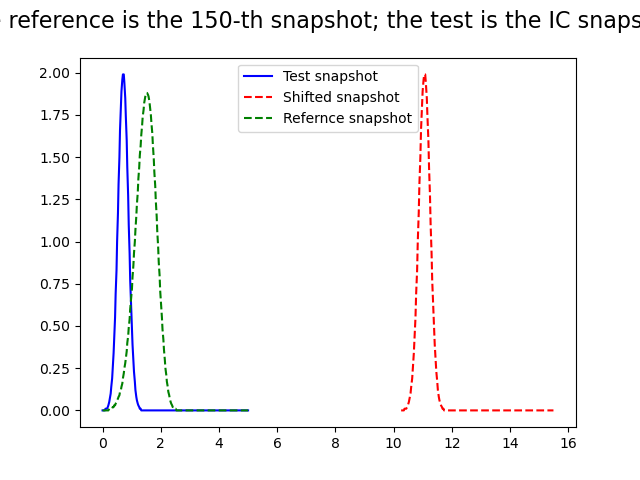 reference is the 150-th snapshot; the test is the IC snaps
Test snapshot
Shifted snapshot
Refernce snapshot
2.00
1.75
1.50
1.25
1.00
0.75
0.50
0.25
0.00
0 2 4 6 8 10 12 14 16